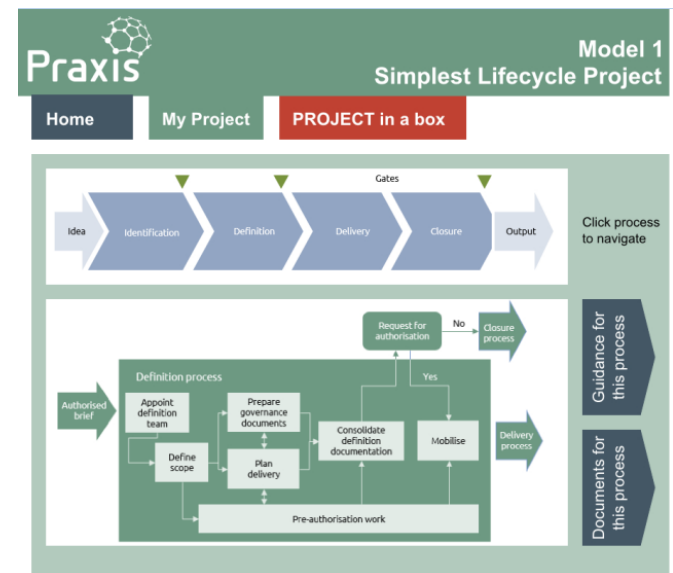 Praxis
Model 1
Simplest Lifecycle Project
Home
My Project
PROJECT in a box
Gates
Idea
Identification
Definition
Delivery
Closure
Output
Click process
to navigate
Request for
authorisation
No
Closure
process
Yes
Definition process
Authorised
brief
Appoint
definition
team
Prepare
governance
documents
Define
scope
Plan
delivery
Consolidate
definition
documentation
Mobilise
Delivery
process
Pre-authorisation work
Guidance for
this process
Documents for
this process